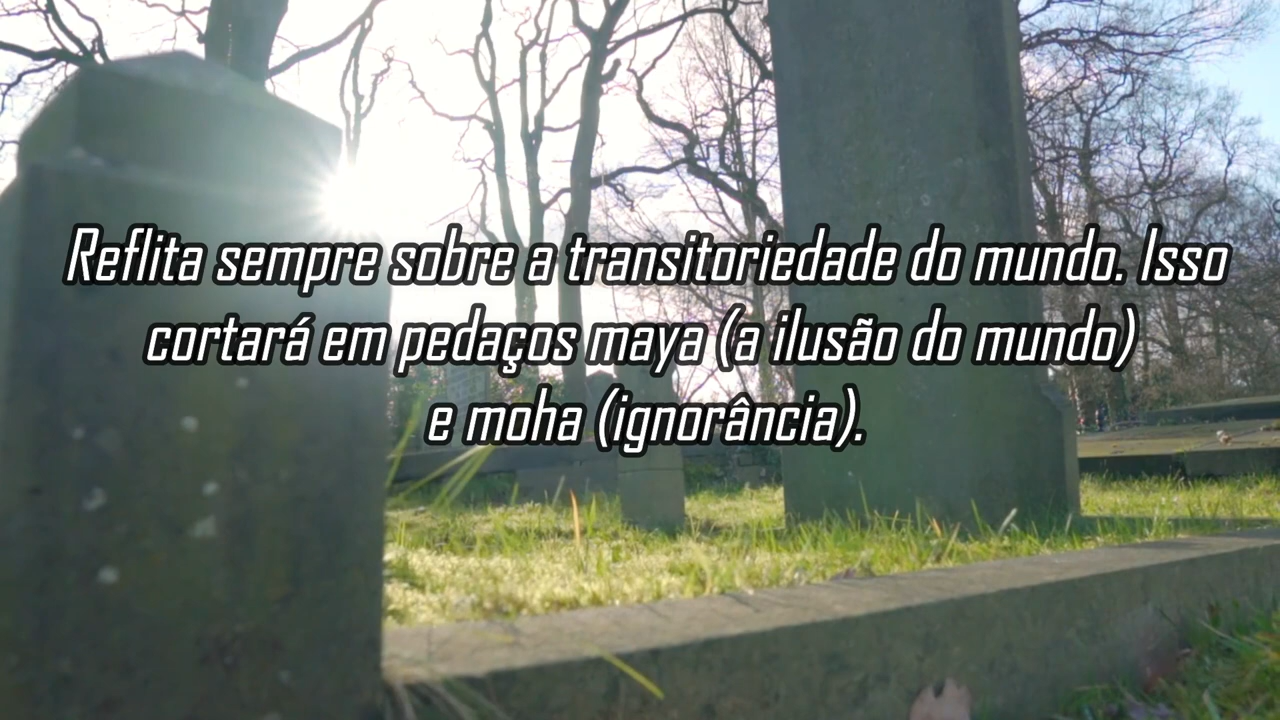 Reflita sempre sobre a transitoriedade do mundo. Isso
cortará em pedaços maya (a ilusão do mundo)
e moha (ignorância).